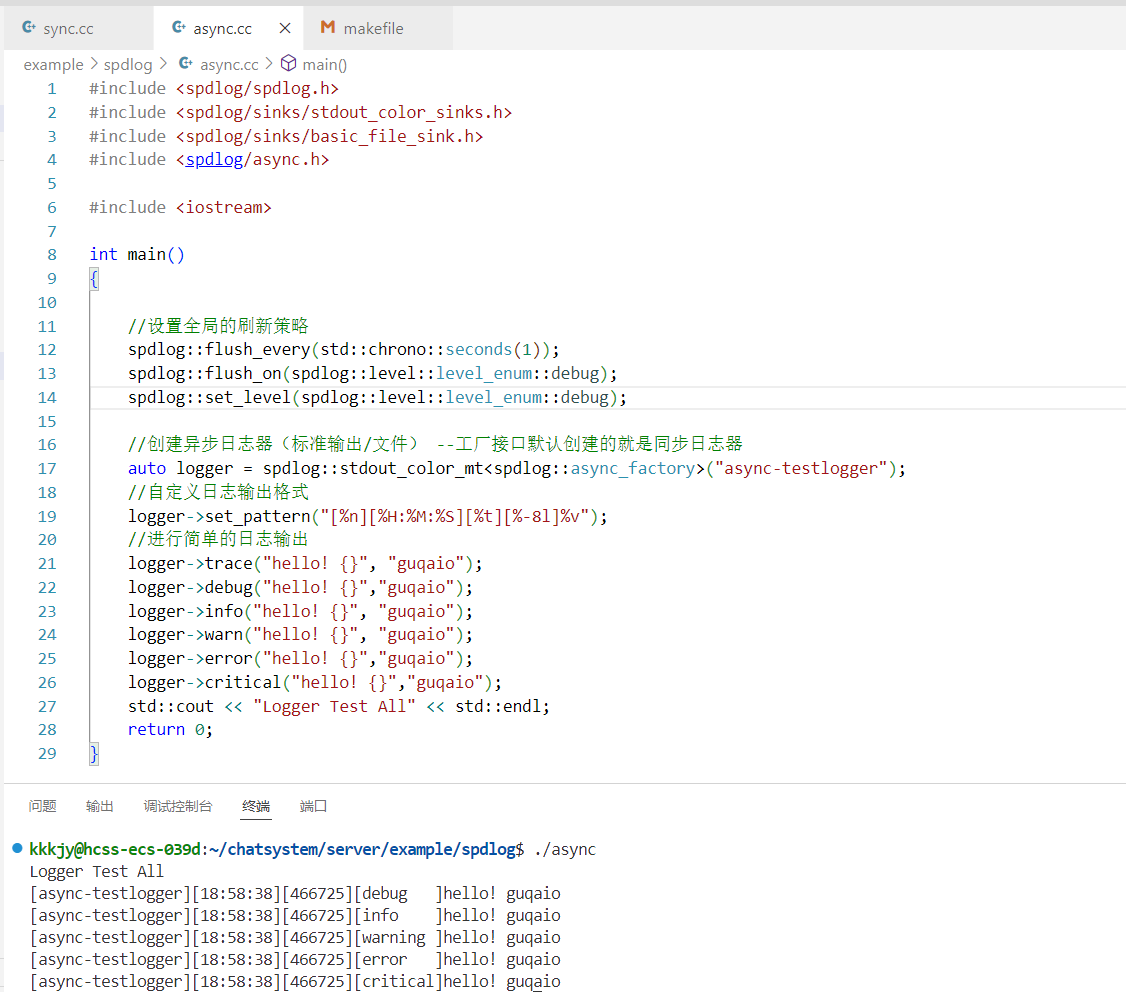 sync.cc
async.cc
makefile
example > spdlog > async.cc > main()
1 #include <spdlog/spdlog.h>
2 #include <spdlog/sinks/stdout_color_sinks.h>
3 #include <spdlog/sinks/basic_file_sink.h>
4 #include <spdlog/async.h>
5
6 #include <iostream>
7
8 int main()
9 {
10
11 //设置全局的刷新策略
12 spdlog::flush_every(std::chrono::seconds(1));
13 spdlog::flush_on(spdlog::level::level_enum::debug);
14 spdlog::set_level(spdlog::level::level_enum::debug);
15
16 //创建异步日志器（标准输出/文件） --工厂接口默认创建的就是同步日志器
17 auto logger = spdlog::stdout_color_mt<spdlog::async_factory>("async-testlogger");
18 //自定义日志输出格式
19 logger->set_pattern("[%n][%H:%M:%S][%t][%-8l]%v");
20 //进行简单的日志输出
21 logger->trace("hello! {}", "guqaio");
22 logger->debug("hello! {}","guqaio");
23 logger->info("hello! {}", "guqaio");
24 logger->warn("hello! {}", "guqaio");
25 logger->error("hello! {}","guqaio");
26 logger->critical("hello! {}","guqaio");
27 std::cout << "Logger Test All" << std::endl;
28 return 0;
29 }
问题 输出 调试控制台 终端 端口
kkkjy@hcss-ecs-039d:~/chatsystem/server/example/spdlog$ ./async
Logger Test All
[async-testlogger][18:58:38][466725][debug   ]hello! guqaio
[async-testlogger][18:58:38][466725][info    ]hello! guqaio
[async-testlogger][18:58:38][466725][warning ]hello! guqaio
[async-testlogger][18:58:38][466725][error   ]hello! guqaio
[async-testlogger][18:58:38][466725][critical]hello! guqaio